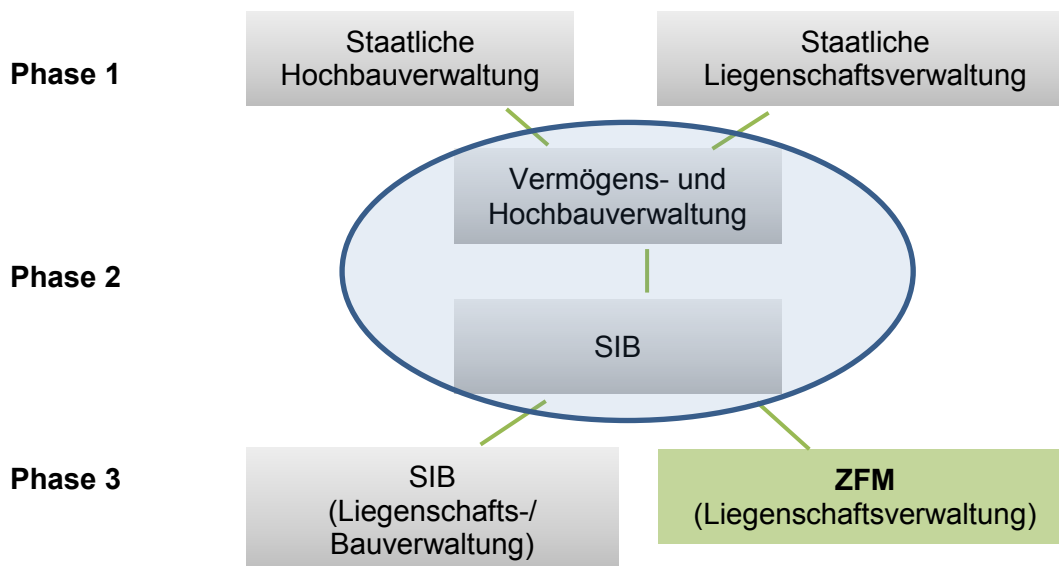 Phase 1
Staatliche
Hochbauverwaltung
Staatliche
Liegenschaftsverwaltung
Vermögens- und
Hochbauverwaltung
Phase 2
SIB
Phase 3
SIB
(Liegenschafts-/
Bauverwaltung)
ZFM
(Liegenschaftsverwaltung)